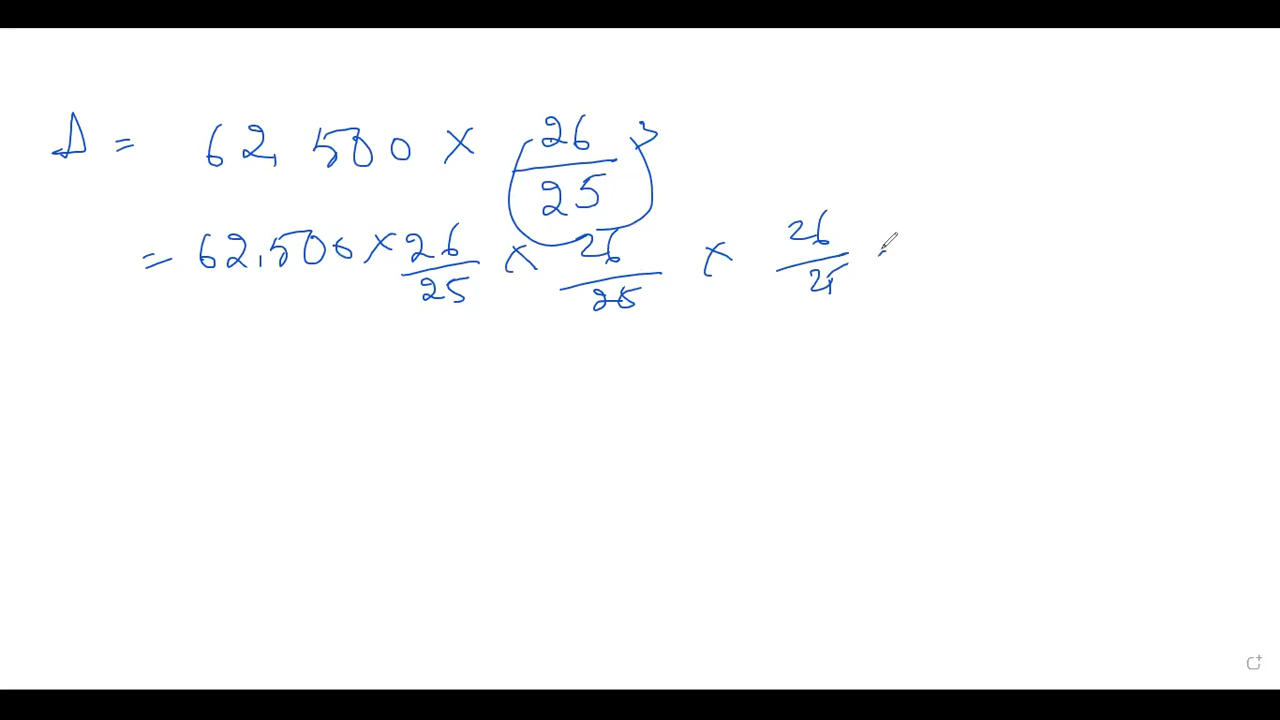 A = 62,500 × (26/25)^3
= 62,500 × 26/25 × 26/25 × 26/25 =